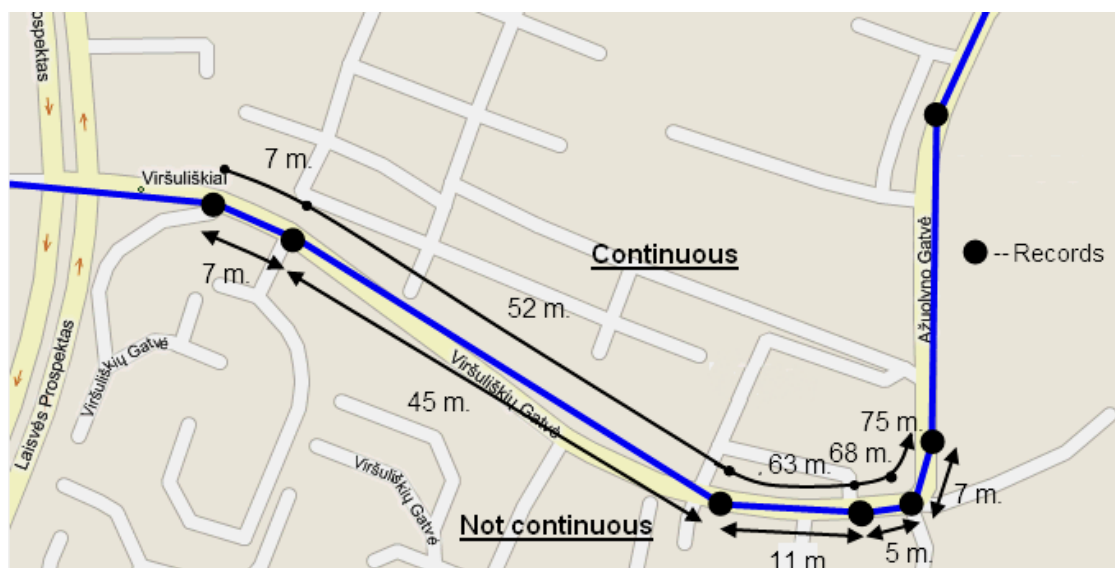 Prospektas
Viršuliškiai
7 m.
7 m.
Continuous
-- Records
Ažuolyno Gatvė
52 m.
Viršuliškių Gatvė
Laisvės Prospektas
Viršuliškių Gatvė
45 m.
Viršuliškių Gatvė
75 m.
68 m.
63 m.
7 m.
Not continuous
11 m.
5 m.